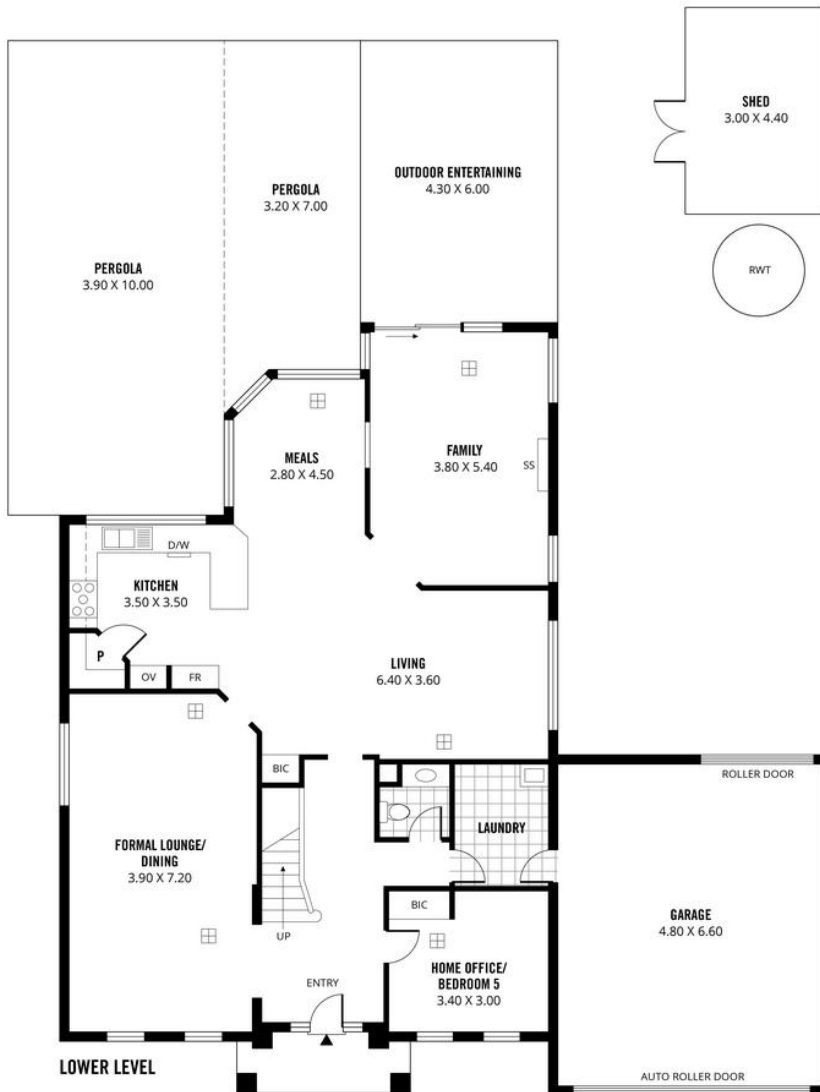 SHED
3.00 X 4.40
OUTDOOR ENTERTAINING
4.30 X 6.00
PERGOLA
3.20 X 7.00
PERGOLA
3.90 X 10.00
RWT
MEALS
2.80 X 4.50
FAMILY
3.80 X 5.40
SS
D/W
KITCHEN
3.50 X 3.50
P
OV
FR
LIVING
6.40 X 3.60
BIC
ROLLER DOOR
LAUNDRY
FORMAL LOUNGE/
DINING
3.90 X 7.20
UP
BIC
GARAGE
4.80 X 6.60
HOME OFFICE/
BEDROOM 5
3.40 X 3.00
ENTRY
LOWER LEVEL
AUTO ROLLER DOOR